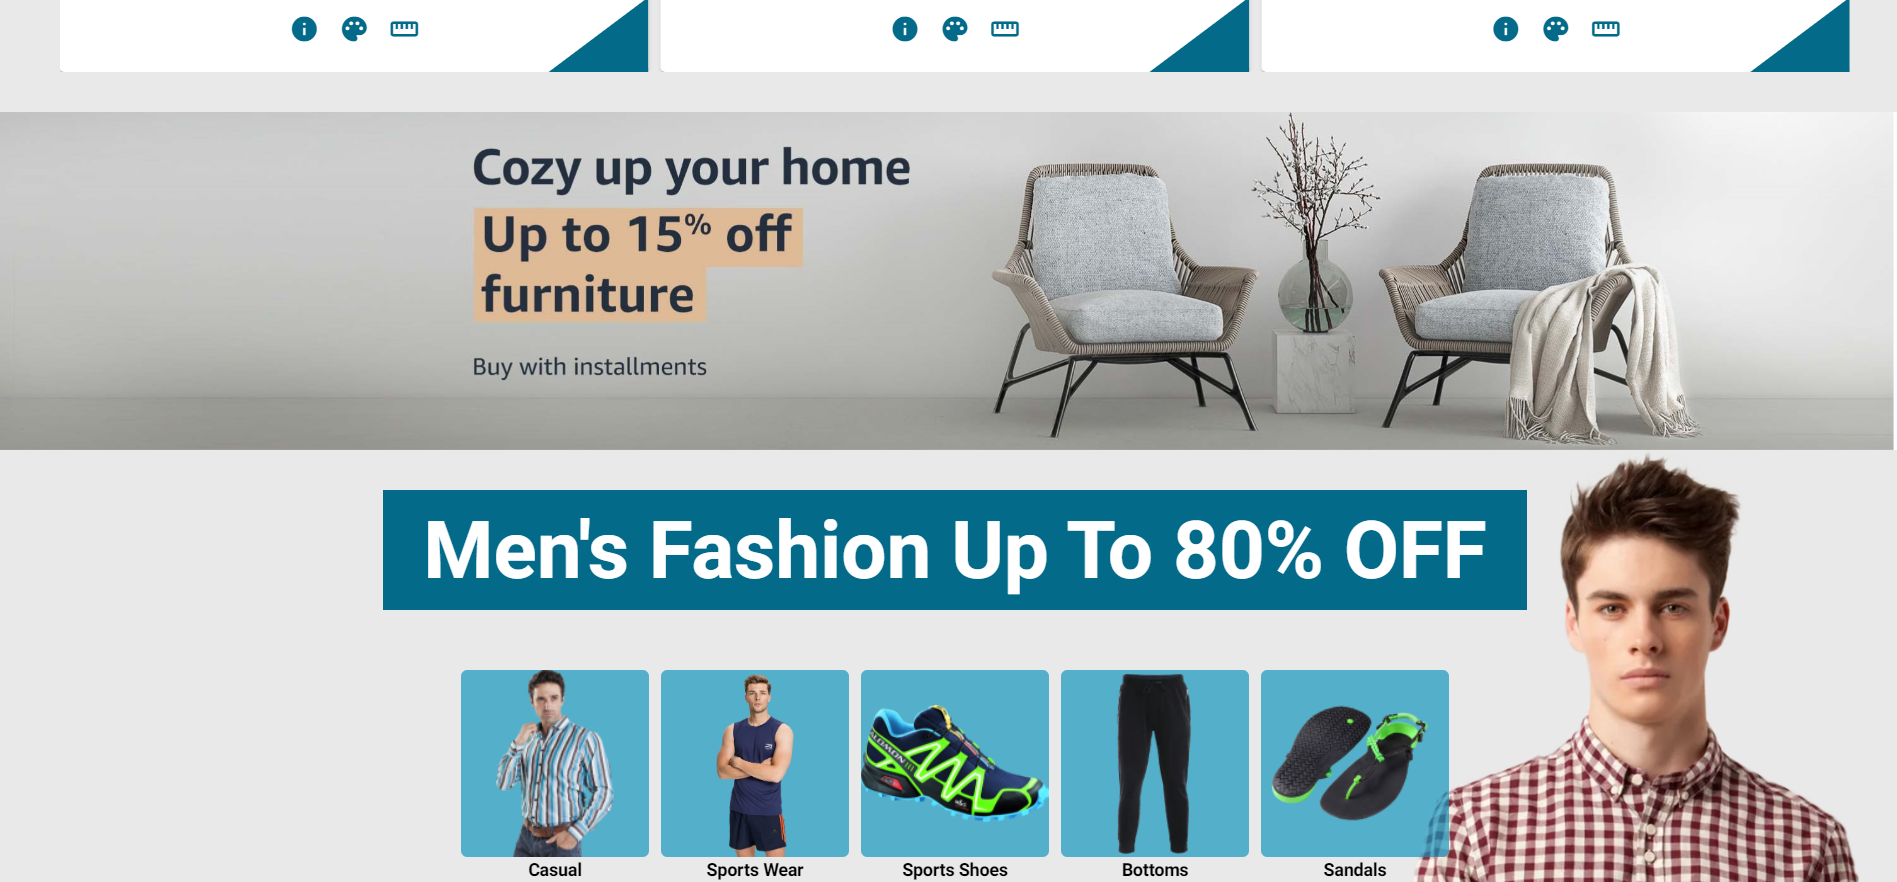 Cozy up your home
Up to 15% off
furniture
Buy with installments
Men's Fashion Up To 80% OFF
SALOMON
Casual
Sports Wear
Sports Shoes
Bottoms
Sandals